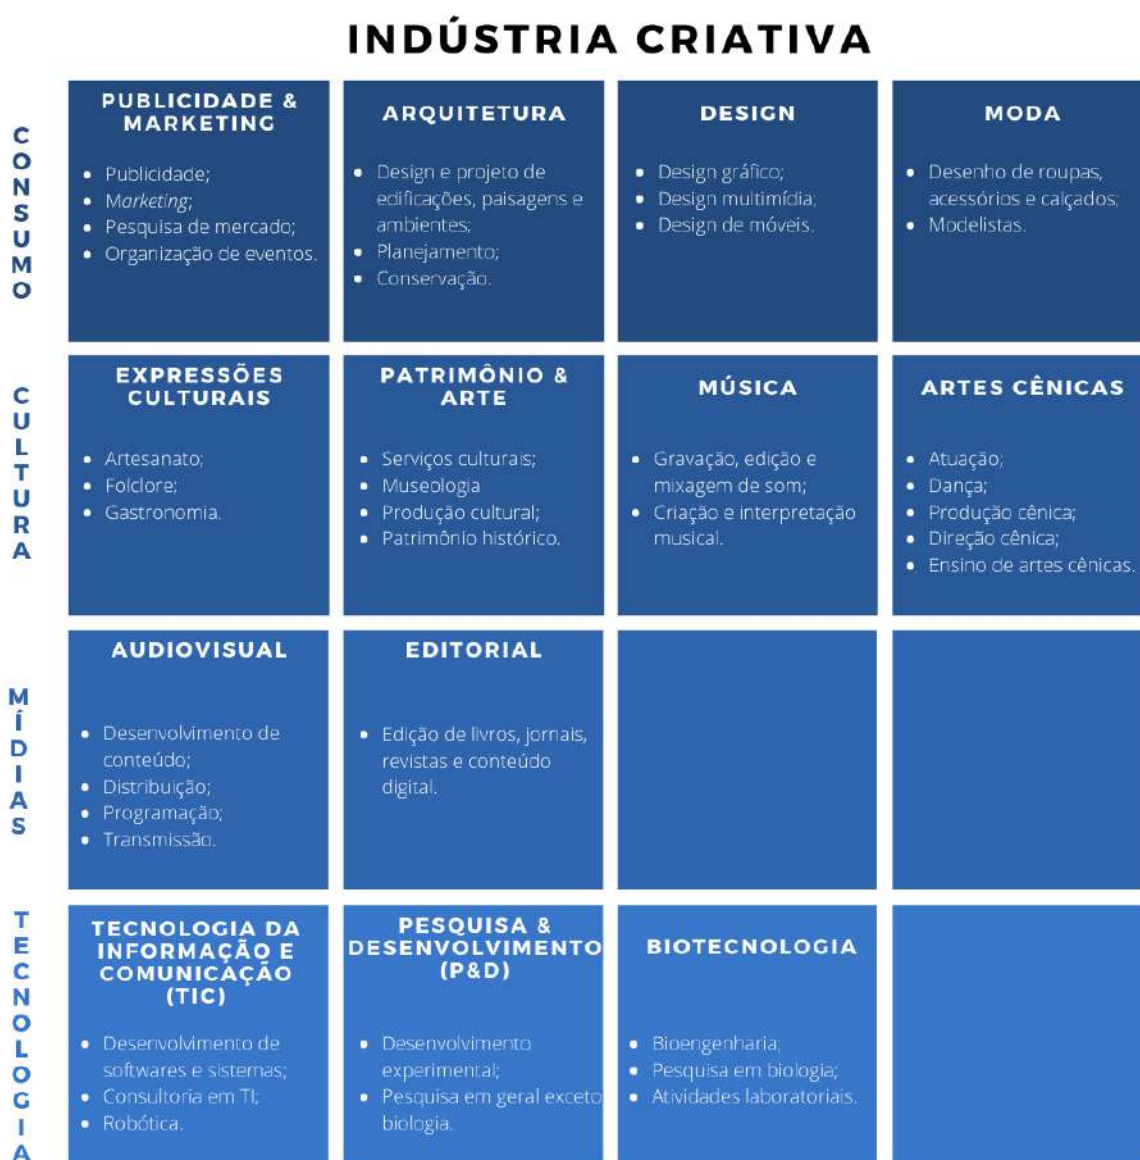 INDÚSTRIA CRIATIVA
CONSUMO
PUBLICIDADE &
MARKETING
• Publicidade;
• Marketing;
• Pesquisa de mercado;
• Organização de eventos.
ARQUITETURA
• Design e projeto de
edificações, paisagens e
ambientes;
• Planejamento;
• Conservação.
DESIGN
• Design gráfico;
• Design multimídia;
• Design de móveis.
MODA
• Desenho de roupas,
acessórios e calçados;
• Modelistas.
CULTURA
EXPRESSÕES
CULTURAIS
• Artesanato;
• Folclore;
• Gastronomia.
PATRIMÔNIO &
ARTE
• Serviços culturais;
• Museologia
• Produção cultural;
• Patrimônio histórico.
MÚSICA
• Gravação, edição e
mixagem de som;
• Criação e interpretação
musical.
ARTES CÊNICAS
• Atuação;
• Dança;
• Produção cênica;
• Direção cênica;
• Ensino de artes cênicas.
MÍDIAS
AUDIOVISUAL
• Desenvolvimento de
conteúdo;
• Distribuição;
• Programação;
• Transmissão.
EDITORIAL
• Edição de livros, jornais,
revistas e conteúdo
digital.
TECNOLOGIA
TECNOLOGIA DA
INFORMAÇÃO E
COMUNICAÇÃO
(TIC)
• Desenvolvimento de
softwares e sistemas;
• Consultoria em TI;
• Robótica.
PESQUISA &
DESENVOLVIMENTO
(P&D)
• Desenvolvimento
experimental;
• Pesquisa em geral exceto
biologia.
BIOTECNOLOGIA
• Bioengenharia;
• Pesquisa em biologia;
• Atividades laboratoriais.